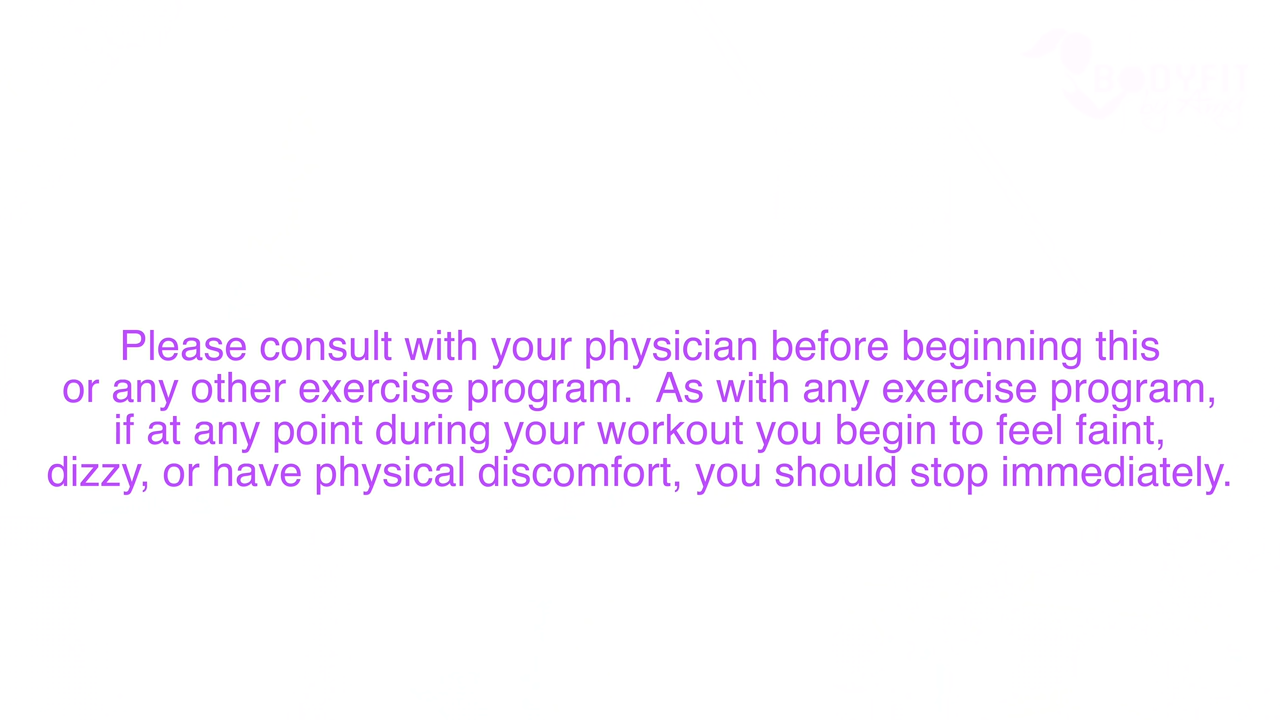 BODYFIT
Please consult with your physician before beginning this
or any other exercise program.  As with any exercise program,
if at any point during your workout you begin to feel faint,
dizzy, or have physical discomfort, you should stop immediately.